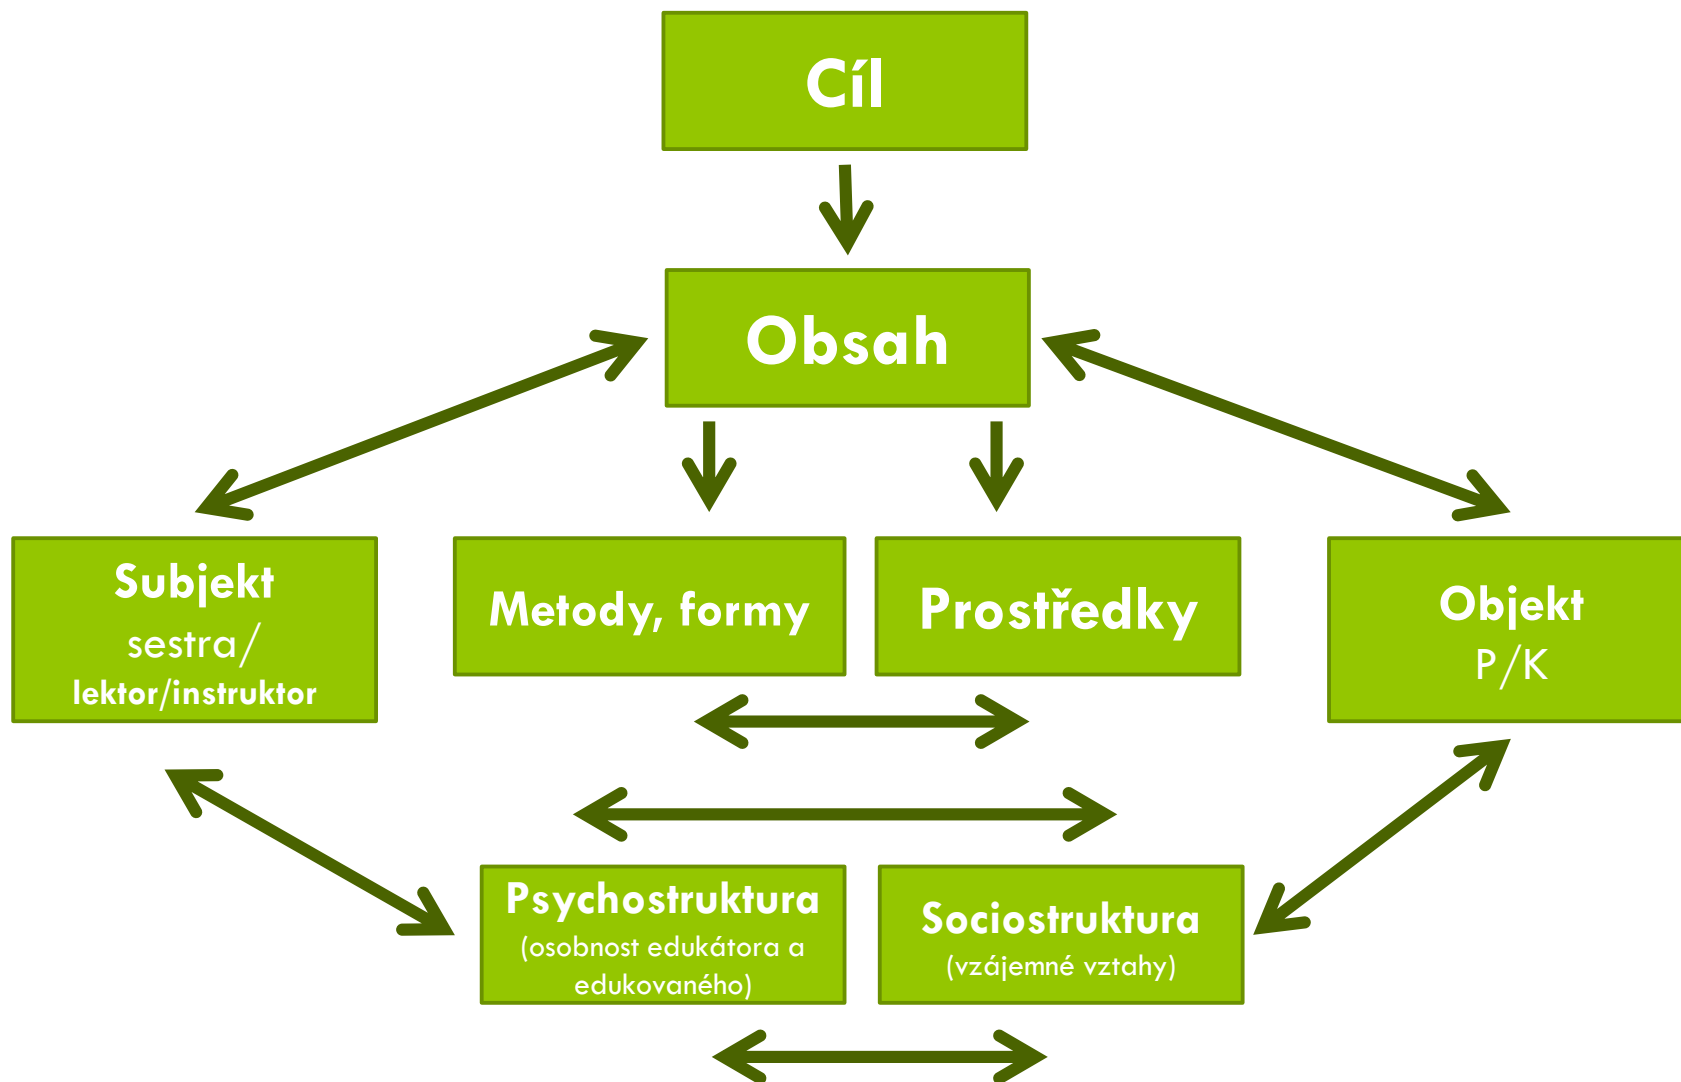 Cíl
Obsah
Subjekt
sestra/
lektor/instruktor
Metody, formy
Prostředky
Objekt
P/K
Psychostruktura
(osobnost edukátora a
edukovaného)
Sociostruktura
(vzájemné vztahy)